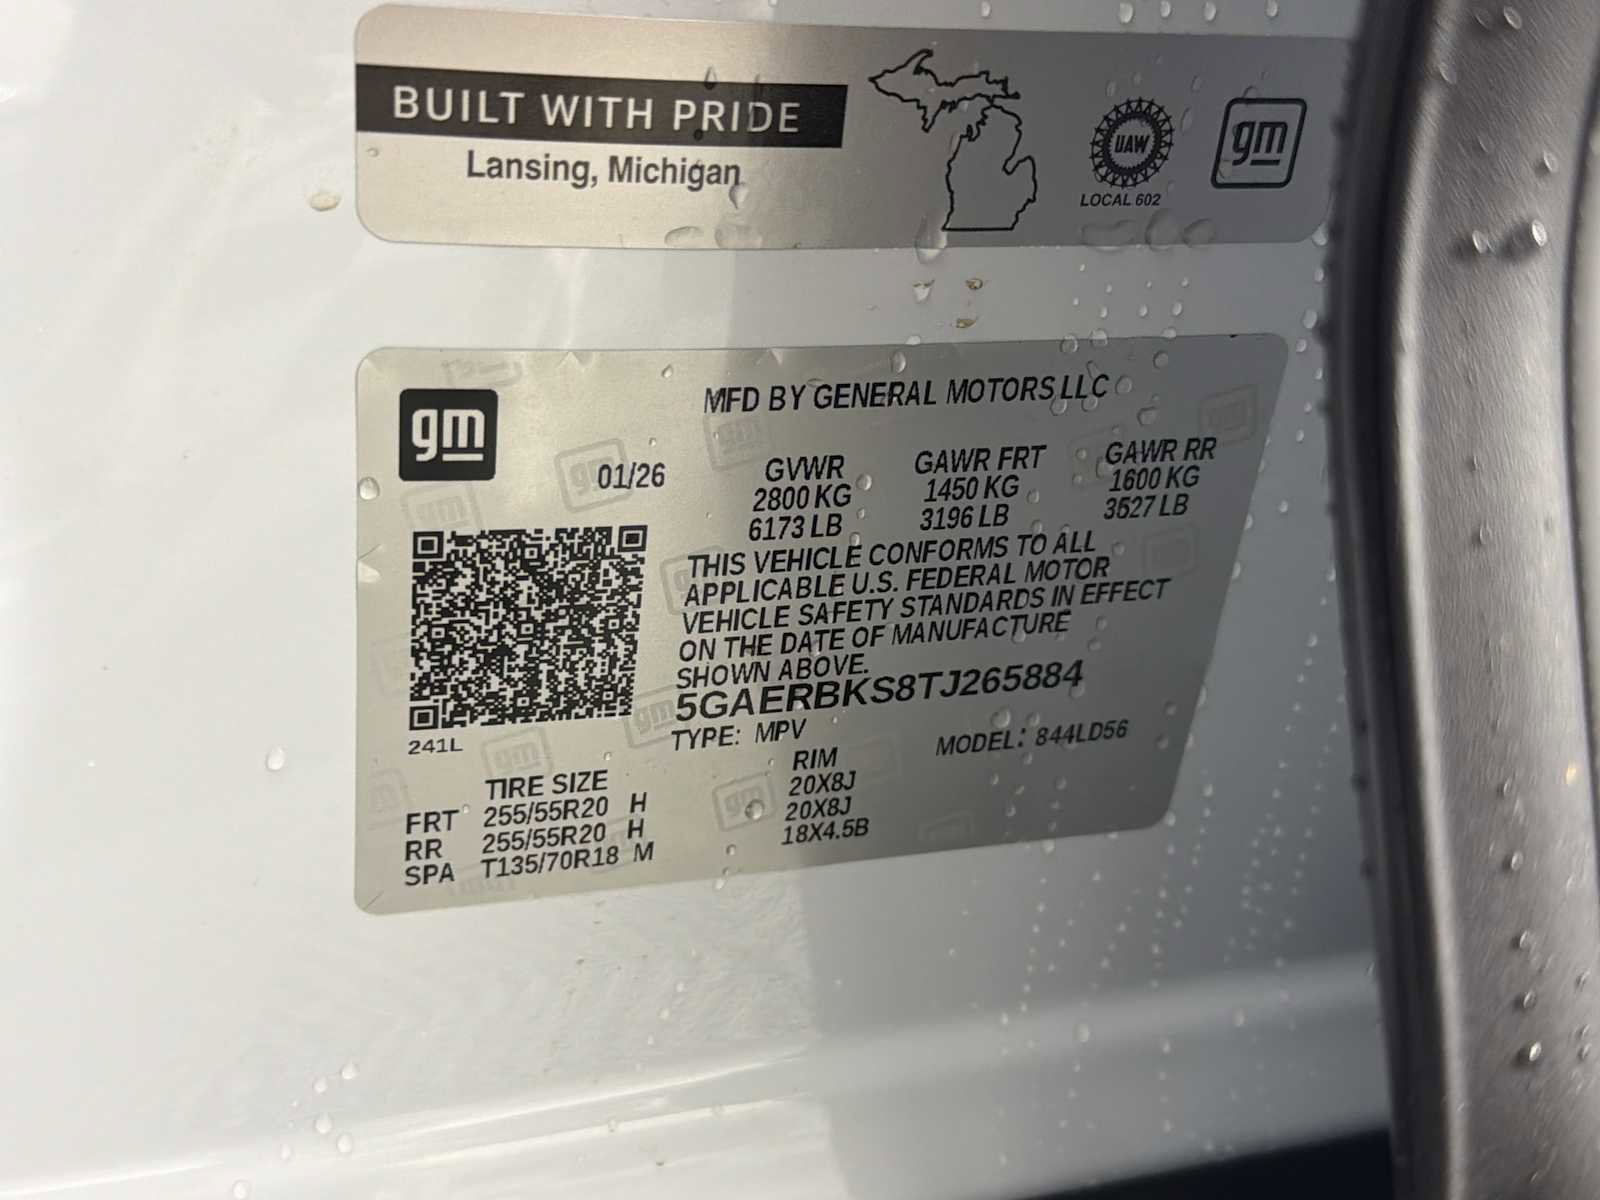 BUILT WITH PRIDE
Lansing, Michigan
UAW
LOCAL 602
gm
gm
MFD BY GENERAL MOTORS LLC
01/26
GVWR GAWR FRT GAWR RR
2800 KG 1450 KG 1600 KG
6173 LB 3196 LB 3527 LB
THIS VEHICLE CONFORMS TO ALL
APPLICABLE U.S. FEDERAL MOTOR
VEHICLE SAFETY STANDARDS IN EFFECT
ON THE DATE OF MANUFACTURE
SHOWN ABOVE.
5GAERBKS8TJ265884
241L
TYPE: MPV MODEL: 844LD56
TIRE SIZE RIM
FRT 255/55R20 H 20X8J
RR 255/55R20 H 20X8J
SPA T135/70R18 M 18X4.5B